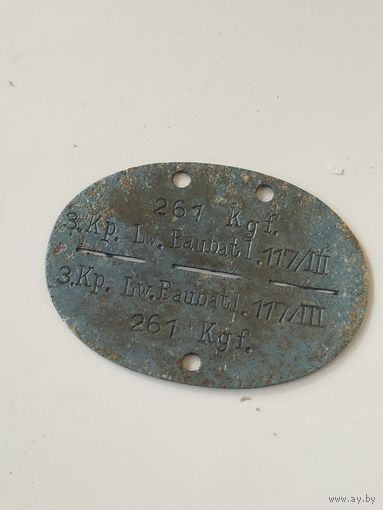 261 Kgf.
3.Kp. Lw. Baubatl.117/III
3.Kp. Lw.Baubatl.117/III
261 Kgf.
www.ay.by